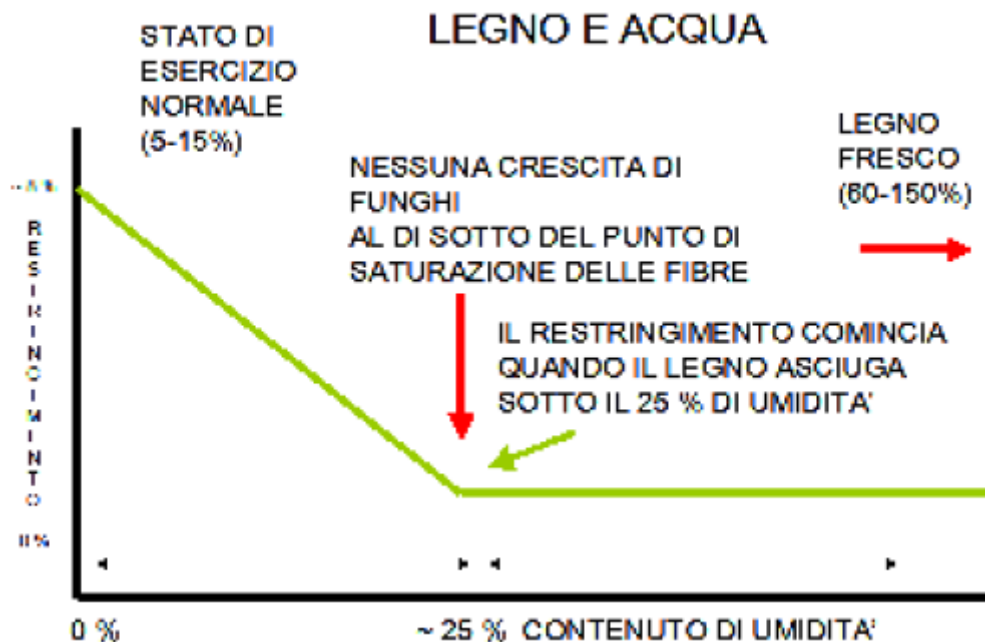 LEGNO E ACQUA
STATO DI
ESERCIZIO
NORMALE
(5-15%)
LEGNO
FRESCO
(60-150%)
NESSUNA CRESCITA DI
FUNGHI
AL DI SOTTO DEL PUNTO DI
SATURAZIONE DELLE FIBRE
IL RESTRINGIMENTO COMINCIA
QUANDO IL LEGNO ASCIUGA
SOTTO IL 25 % DI UMIDITA'
0 %
~ 25 % CONTENUTO DI UMIDITA'